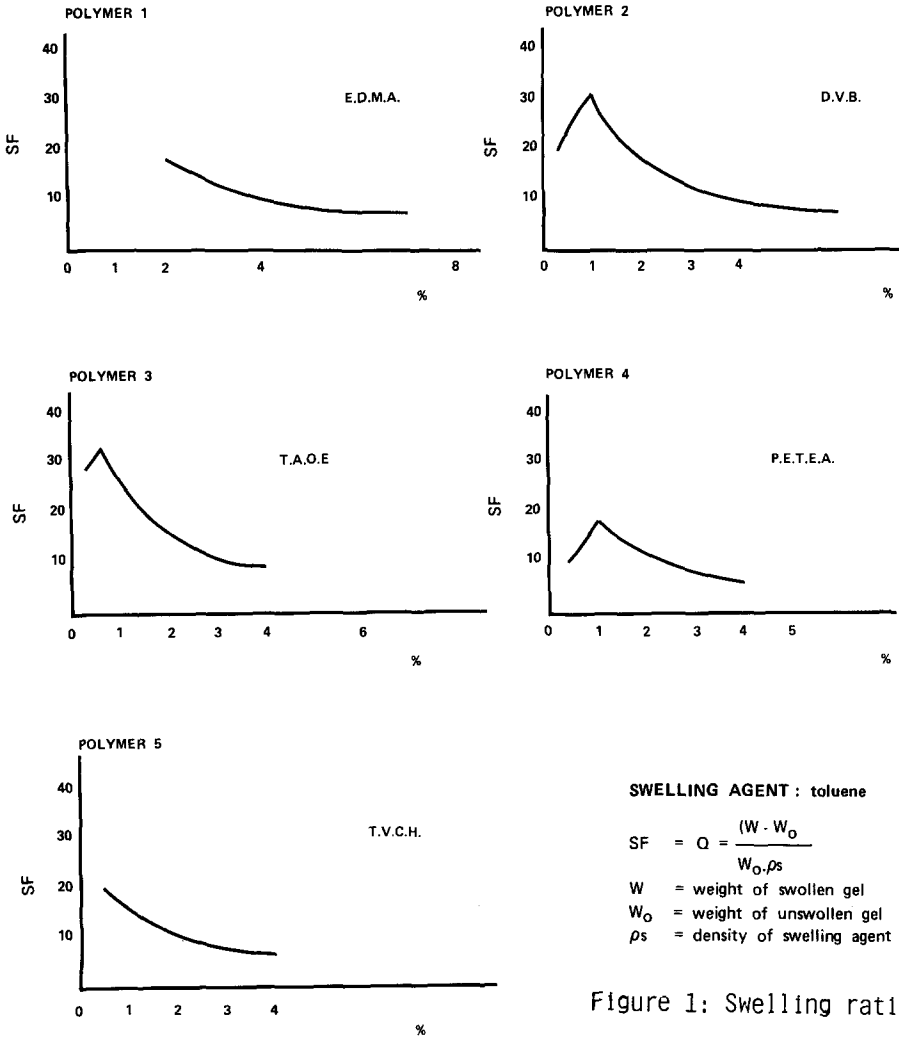 POLYMER 1
40
30
20
10
SF
E.D.M.A.
0 1 2 4 8
%
POLYMER 2
40
30
20
10
SF
D.V.B.
0 1 2 3 4
%
POLYMER 3
40
30
20
10
SF
T.A.O.E
0 1 2 3 4 6
%
POLYMER 4
40
30
20
10
SF
P.E.T.E.A.
0 1 2 3 4 5
%
POLYMER 5
40
30
20
10
SF
T.V.C.H.
0 1 2 3 4
%
SWELLING AGENT : toluene
SF = Q = (W - Wo
Wo.ρs
W = weight of swollen gel
Wo = weight of unswollen gel
ρs = density of swelling agent
Figure 1: Swelling rati